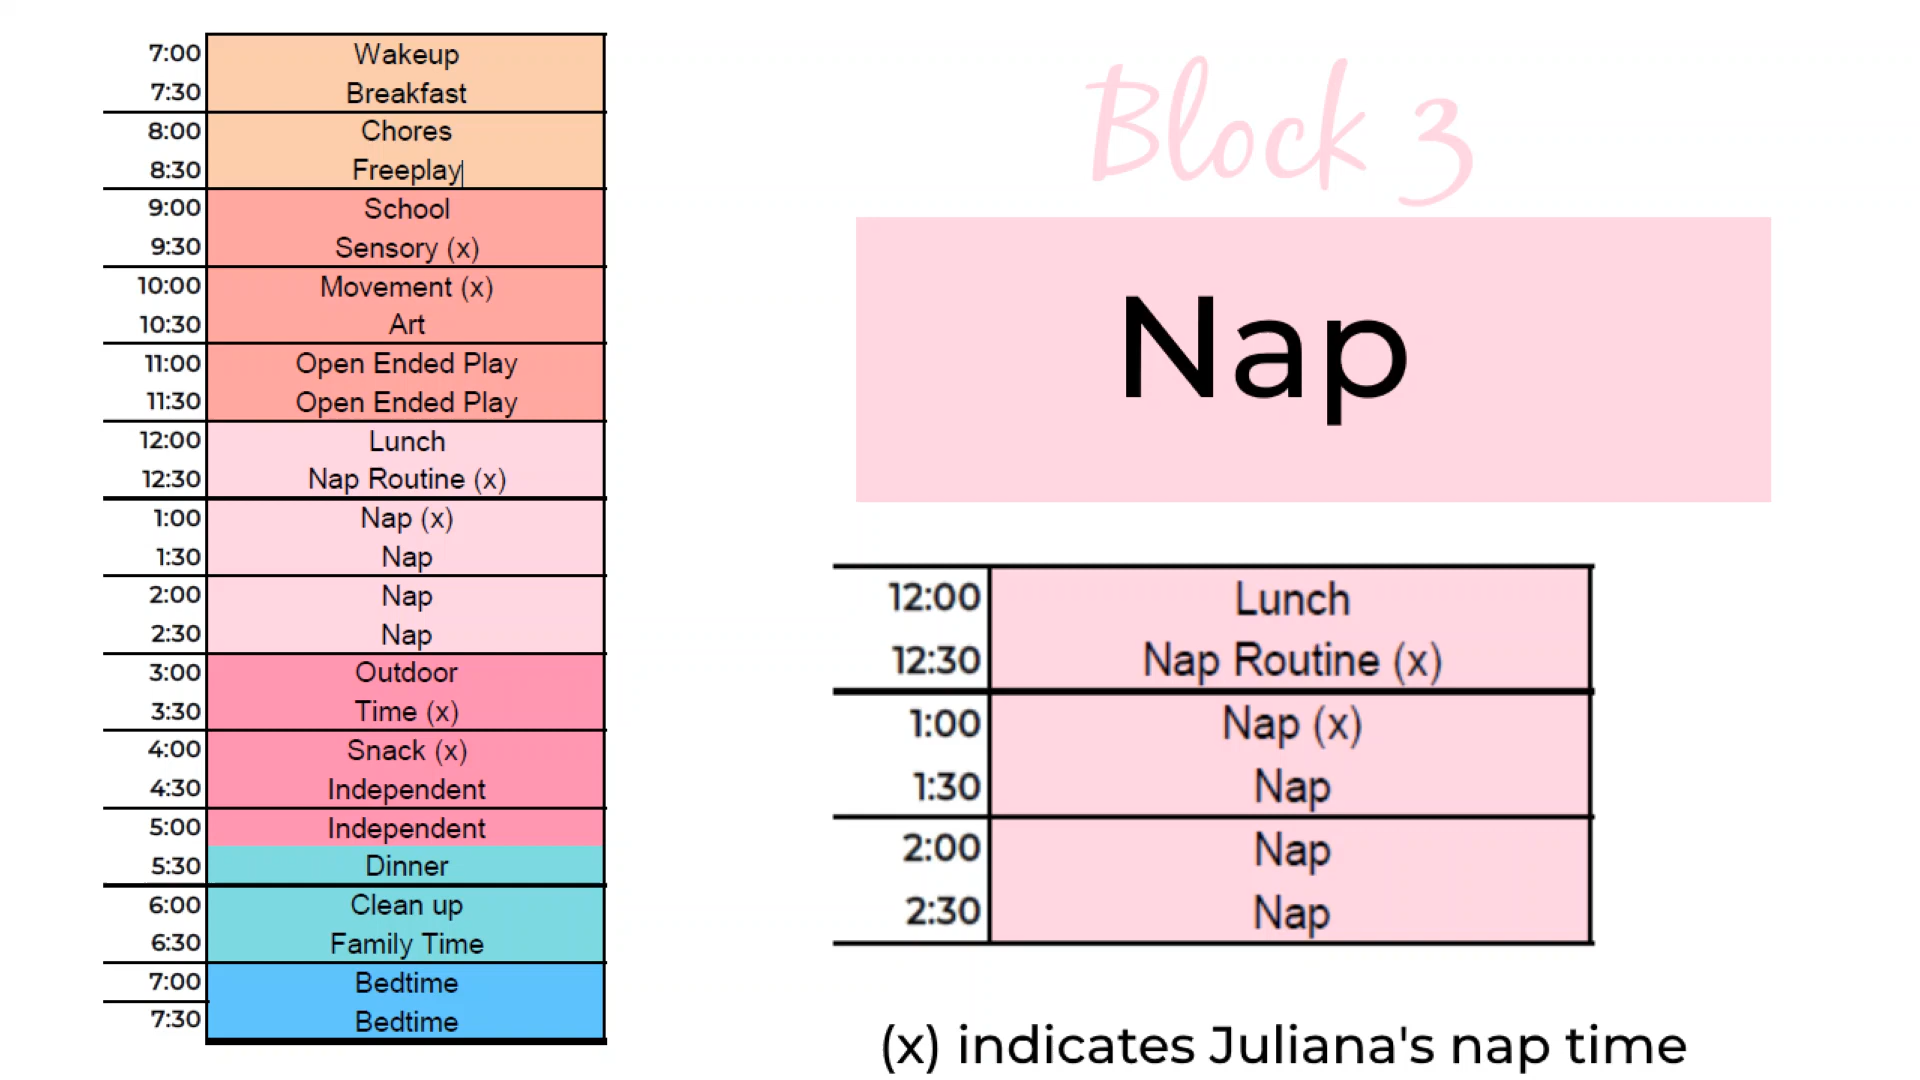 7:00 Wakeup
7:30 Breakfast
8:00 Chores
8:30 Freeplay
9:00 School
9:30 Sensory (x)
10:00 Movement (x)
10:30 Art
11:00 Open Ended Play
11:30 Open Ended Play
12:00 Lunch
12:30 Nap Routine (x)
1:00 Nap (x)
1:30 Nap
2:00 Nap
2:30 Nap
3:00 Outdoor
3:30 Time (x)
4:00 Snack (x)
4:30 Independent
5:00 Independent
5:30 Dinner
6:00 Clean up
6:30 Family Time
7:00 Bedtime
7:30 Bedtime
Block 3
Nap
12:00 Lunch
12:30 Nap Routine (x)
1:00 Nap (x)
1:30 Nap
2:00 Nap
2:30 Nap
(x) indicates Juliana's nap time